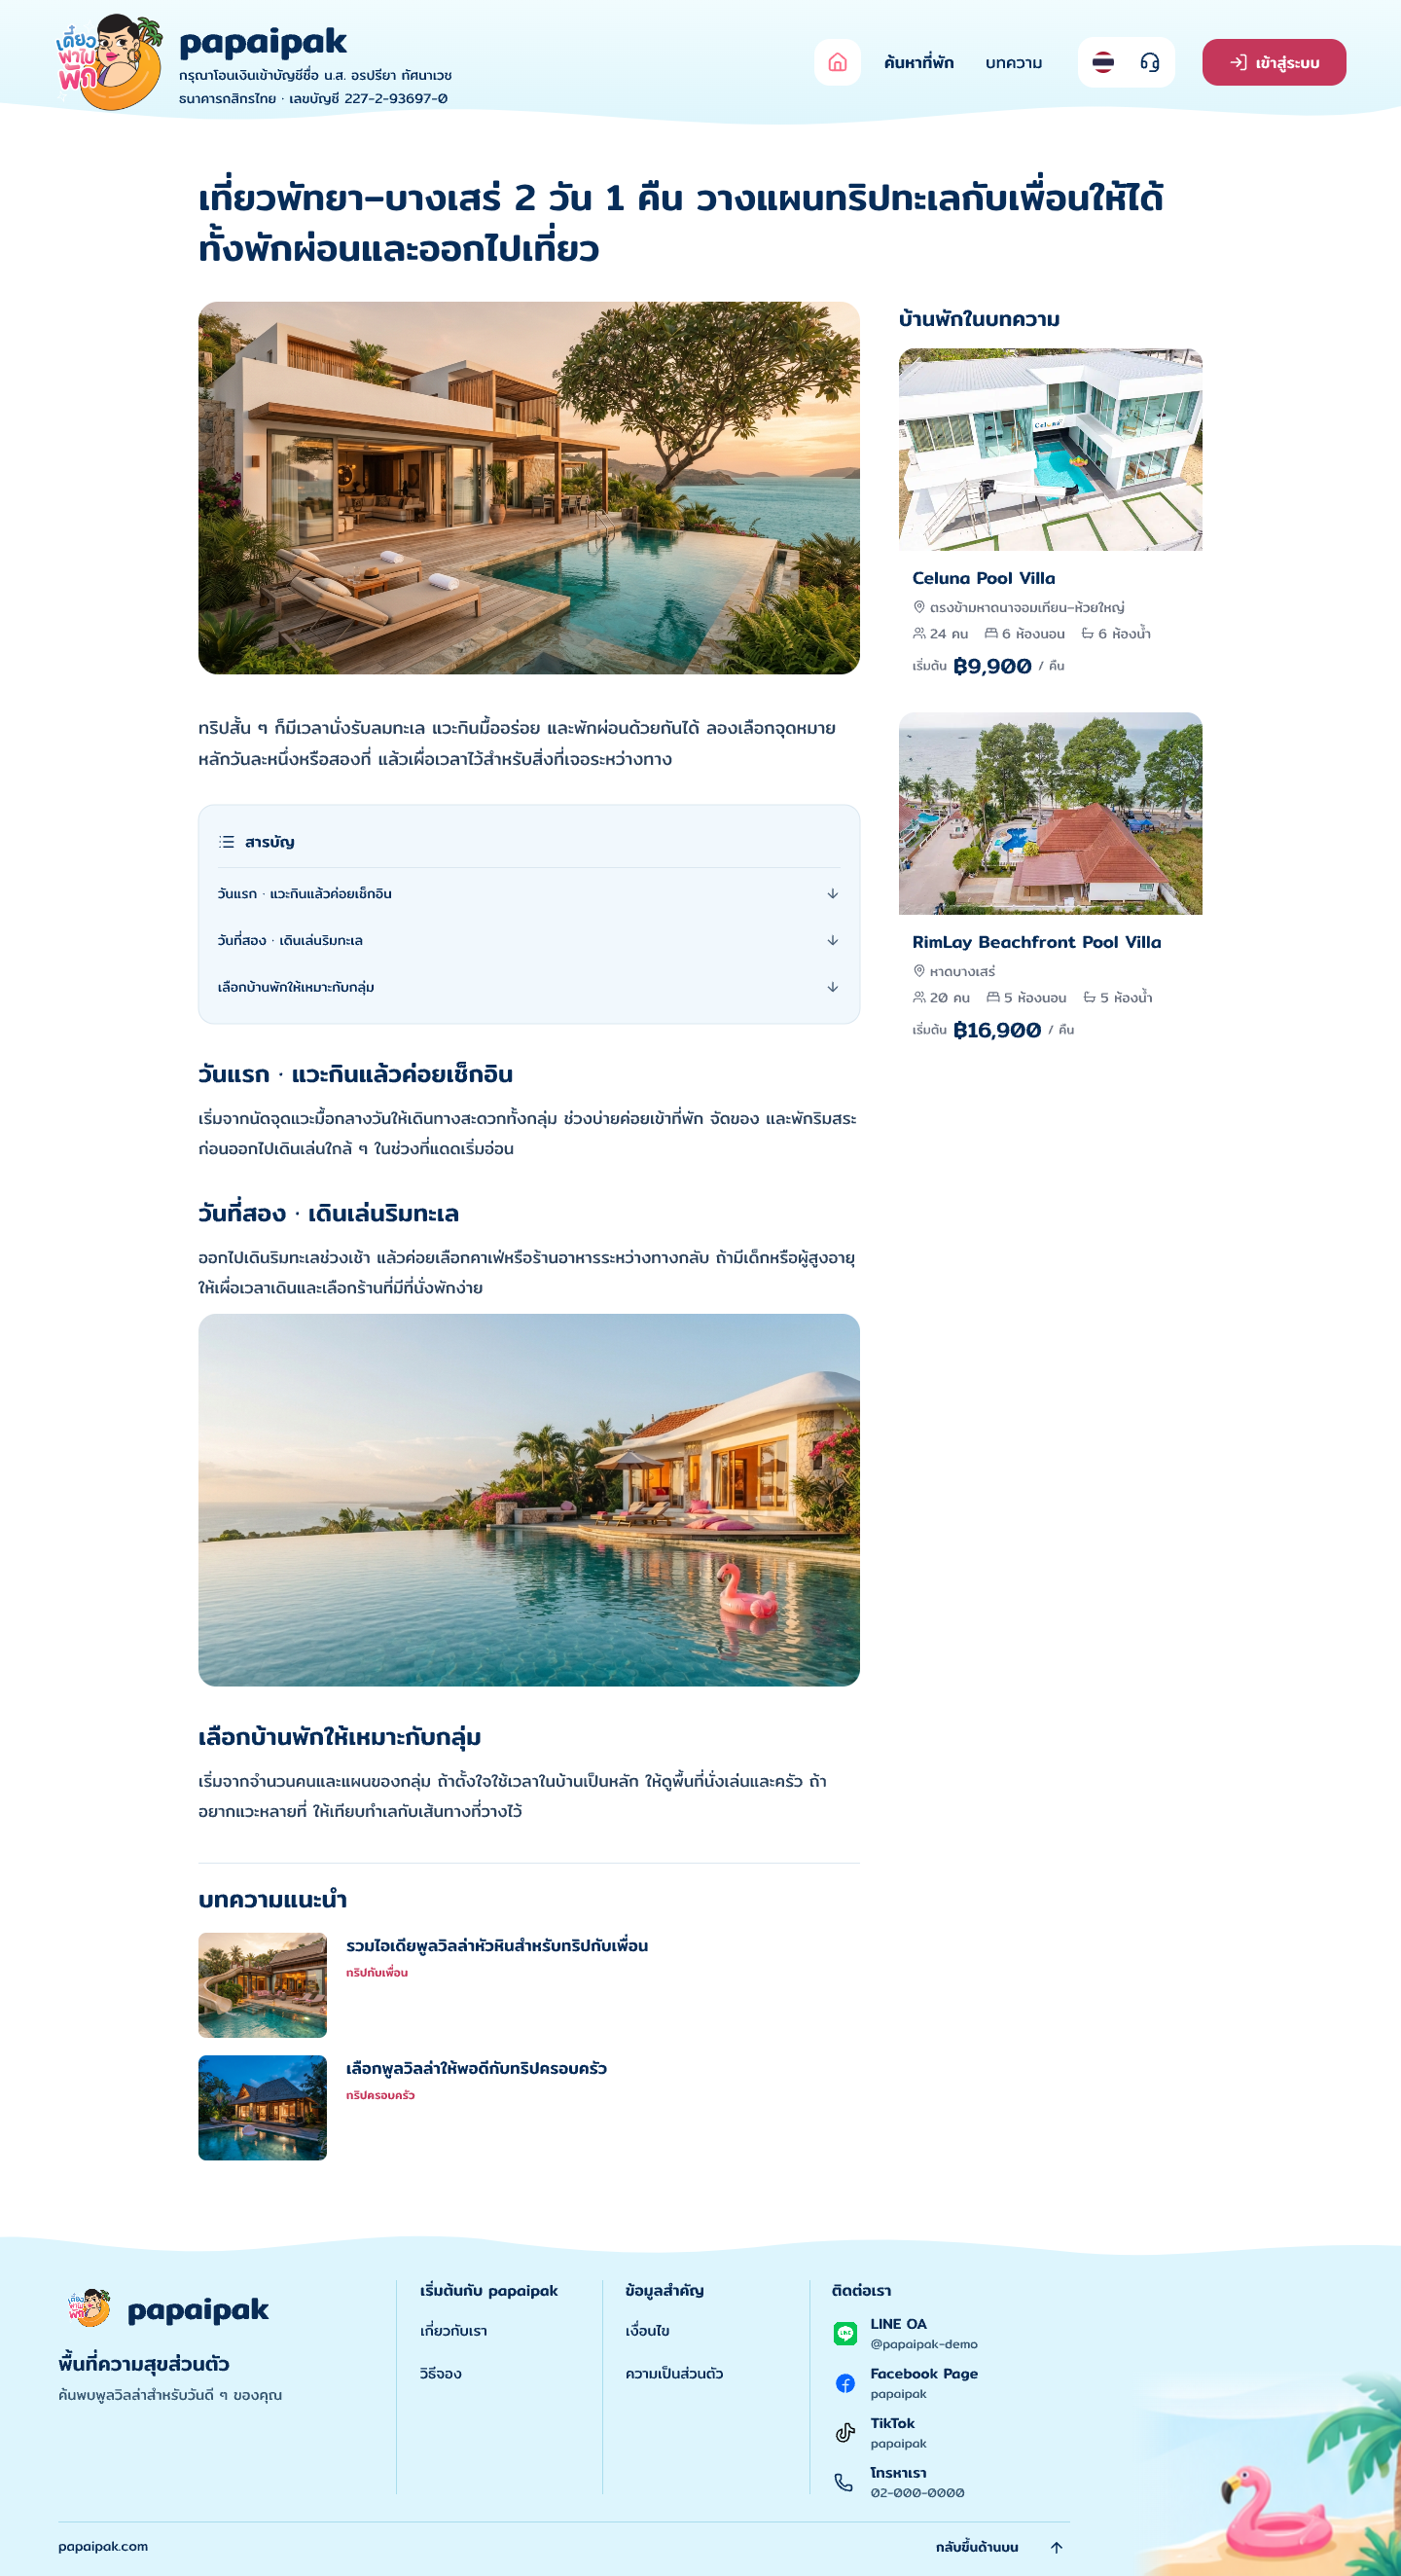 เดี๋ยว
พาไป
พัก
papaipak
กรุณาโอนเงินเข้าบัญชีชื่อ น.ส. อรปรียา ทัศนาเวช
ธนาคารกสิกรไทย · เลขบัญชี 227-2-93697-0
ค้นหาที่พัก
บทความ
เข้าสู่ระบบ
เที่ยวพัทยา–บางเสร่ 2 วัน 1 คืน วางแผนทริปทะเลกับเพื่อนให้ได้
ทั้งพักผ่อนและออกไปเที่ยว
ทริปสั้น ๆ ก็มีเวลานั่งรับลมทะเล แวะกินมื้ออร่อย และพักผ่อนด้วยกันได้ ลองเลือกจุดหมาย
หลักวันละหนึ่งหรือสองที่ แล้วเผื่อเวลาไว้สำหรับสิ่งที่เจอระหว่างทาง
สารบัญ
วันแรก · แวะกินแล้วค่อยเช็กอิน
วันที่สอง · เดินเล่นริมทะเล
เลือกบ้านพักให้เหมาะกับกลุ่ม
วันแรก · แวะกินแล้วค่อยเช็กอิน
เริ่มจากนัดจุดแวะมื้อกลางวันให้เดินทางสะดวกทั้งกลุ่ม ช่วงบ่ายค่อยเข้าที่พัก จัดของ และพักริมสระ
ก่อนออกไปเดินเล่นใกล้ ๆ ในช่วงที่แดดเริ่มอ่อน
วันที่สอง · เดินเล่นริมทะเล
ออกไปเดินริมทะเลช่วงเช้า แล้วค่อยเลือกคาเฟ่หรือร้านอาหารระหว่างทางกลับ ถ้ามีเด็กหรือผู้สูงอายุ
ให้เผื่อเวลาเดินและเลือกร้านที่มีที่นั่งพักง่าย
เลือกบ้านพักให้เหมาะกับกลุ่ม
เริ่มจากจำนวนคนและแผนของกลุ่ม ถ้าตั้งใจใช้เวลาในบ้านเป็นหลัก ให้ดูพื้นที่นั่งเล่นและครัว ถ้า
อยากแวะหลายที่ ให้เทียบทำเลกับเส้นทางที่วางไว้
บทความแนะนำ
รวมไอเดียพูลวิลล่าหัวหินสำหรับทริปกับเพื่อน
ทริปกับเพื่อน
เลือกพูลวิลล่าให้พอดีกับทริปครอบครัว
ทริปครอบครัว
บ้านพักในบทความ
Celuna
Celuna Pool Villa
ตรงข้ามหาดนาจอมเทียน–ห้วยใหญ่
24 คน 6 ห้องนอน 6 ห้องน้ำ
เริ่มต้น ฿9,900 / คืน
RimLay Beachfront Pool Villa
หาดบางเสร่
20 คน 5 ห้องนอน 5 ห้องน้ำ
เริ่มต้น ฿16,900 / คืน
เดี๋ยว
พาไป
พัก
papaipak
พื้นที่ความสุขส่วนตัว
ค้นพบพูลวิลล่าสำหรับวันดี ๆ ของคุณ
เริ่มต้นกับ papaipak
เกี่ยวกับเรา
วิธีจอง
ข้อมูลสำคัญ
เงื่อนไข
ความเป็นส่วนตัว
ติดต่อเรา
LINE OA
@papaipak-demo
Facebook Page
papaipak
TikTok
papaipak
โทรหาเรา
02-000-0000
papaipak.com
กลับขึ้นด้านบน